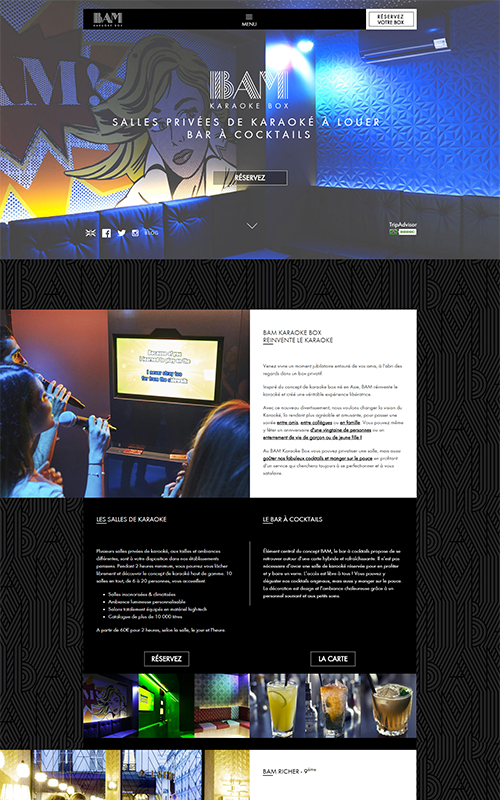 BAM
KARAOKE BOX
MENU
RÉSERVEZ
VOTRE BOX
BAM
KARAOKE BOX
SALLES PRIVÉES DE KARAOKÉ À LOUER
BAR À COCKTAILS
RÉSERVEZ
TripAdvisor
BAM KARAOKE BOX
RÉINVENTE LE KARAOKE
Venez vivre un moment jubilatoire entouré de vos amis, à l'abri des
regards dans un box privatif.
Inspiré du concept de karaoke box né en Asie, BAM réinvente le
karaoké et créé une véritable expérience libératrice.
Avec ce nouveau divertissement, nous voulons changer la vision du
Karaoké, la rendant plus agréable et amusante, pour passer une
soirée entre amis, entre collègues ou en famille. Vous pouvez même
y fêter un anniversaire d'une vingtaine de personnes ou un
enterrement de vie de garçon ou de jeune fille !
Au BAM Karaoke Box vous pouvez privatiser une salle, mais aussi
goûter nos fabuleux cocktails et manger sur le pouce en profitant
d'un service qui cherchera toujours à se perfectionner et à vous
satisfaire.
LES SALLES DE KARAOKE
Plusieurs salles privées de karaoké, aux tailles et ambiances
différentes, sont à votre disposition dans nos établissements
parisiens. Pendant 2 heures minimum, vous pourrez vous lâcher
librement et découvrir le concept de karaoké haut de gamme. 10
salles en tout, de 6 à 20 personnes, vous accueillent
• Salles insonorisées & climatisées
• Ambiance lumineuse personnalisable
• Salons totalement équipés en matériel high-tech
• Catalogue de plus de 10 000 titres
A partir de 60€ pour 2 heures, selon la salle, le jour et l'heure
RÉSERVEZ
LE BAR À COCKTAILS
Élément central du concept BAM, le bar à cocktails propose de se
retrouver autour d'une carte hybride et rafraîchissante. Il n'est pas
nécessaire d'avoir une salle de karaoké réservée pour en profiter
et y boire un verre. L'accès est libre à tous ! Vous pouvez y
déguster nos cocktails originaux, mais aussi y manger sur le pouce.
La décoration est design et l'ambiance chaleureuse grâce à un
personnel souriant et aux petits soins.
LA CARTE
BAM RICHER - 9ème